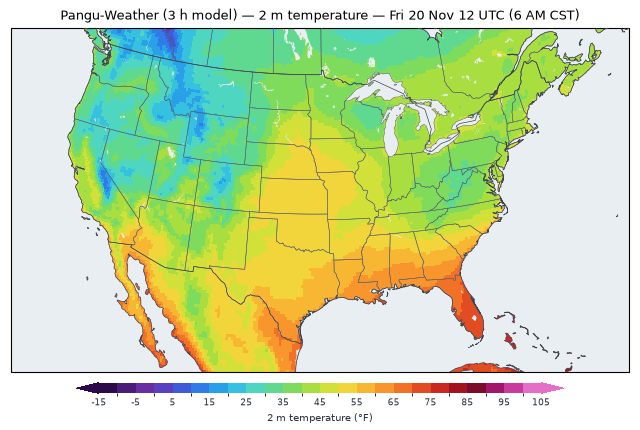 Pangu-Weather (3 h model) — 2 m temperature — Fri 20 Nov 12 UTC (6 AM CST)
-15 -5 5 15 25 35 45 55 65 75 85 95 105
2 m temperature (°F)